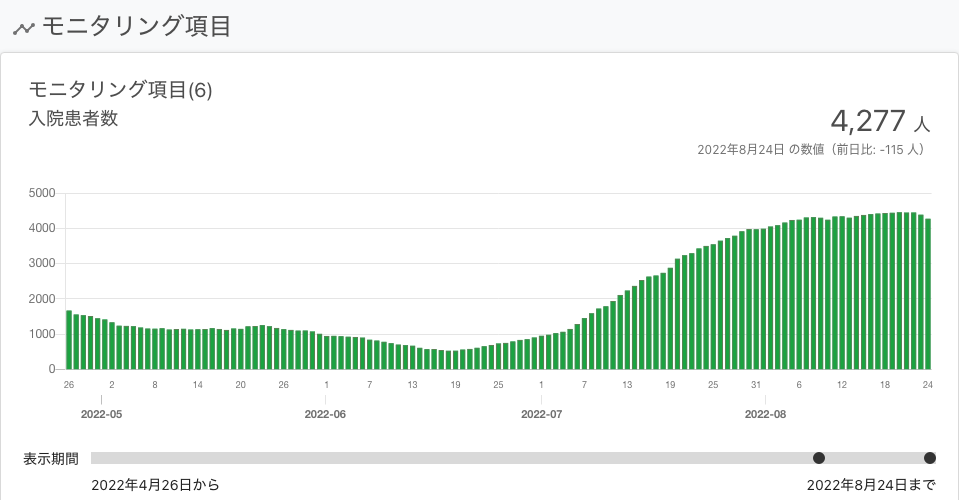 モニタリング項目
モニタリング項目(6)
入院患者数
4,277 人
2022年8月24日 の数値（前日比: -115 人）
5000
4000
3000
2000
1000
0
26 2 8 14 20 26 1 7 13 19 25 1 7 13 19 25 31 6 12 18 24
2022-05 2022-06 2022-07 2022-08
表示期間
2022年4月26日から 2022年8月24日まで